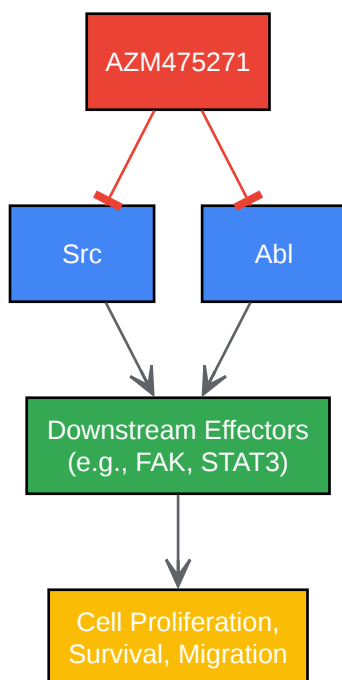 AZM475271
Src
Abl
Downstream Effectors
(e.g., FAK, STAT3)
Cell Proliferation,
Survival, Migration